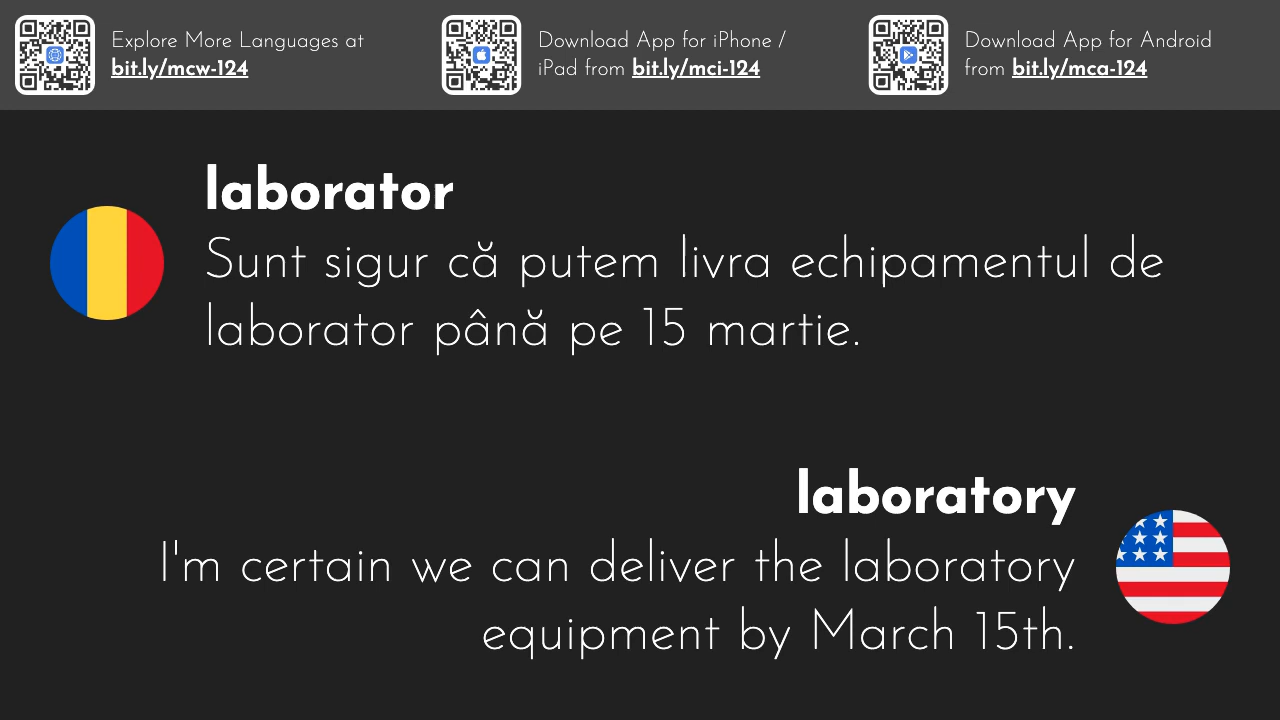 Explore More Languages at
bit.ly/mcw-124
Download App for iPhone /
iPad from bit.ly/mci-124
Download App for Android
from bit.ly/mca-124
laborator
Sunt sigur că putem livra echipamentul de
laborator până pe 15 martie.
laboratory
I'm certain we can deliver the laboratory
equipment by March 15th.